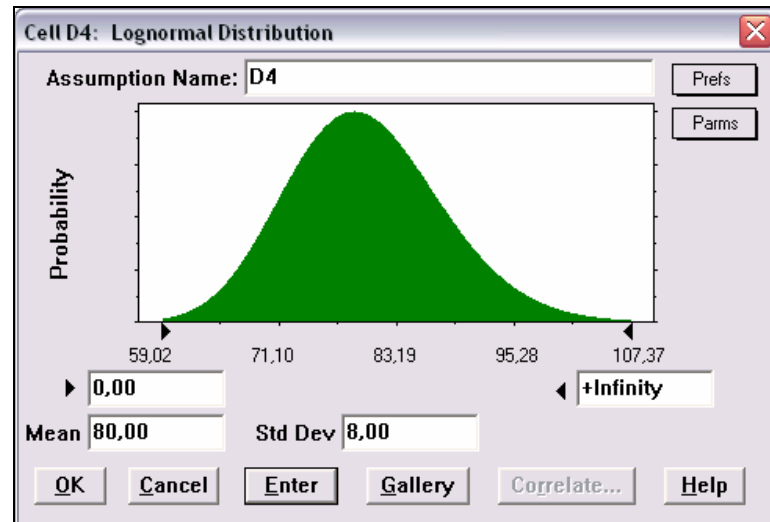 Cell D4: Lognormal Distribution
Assumption Name: D4
Prefs
Parms
Probability
59,02 71,10 83,19 95,28 107,37
0,00 +Infinity
Mean 80,00 Std Dev 8,00
OK Cancel Enter Gallery Correlate... Help